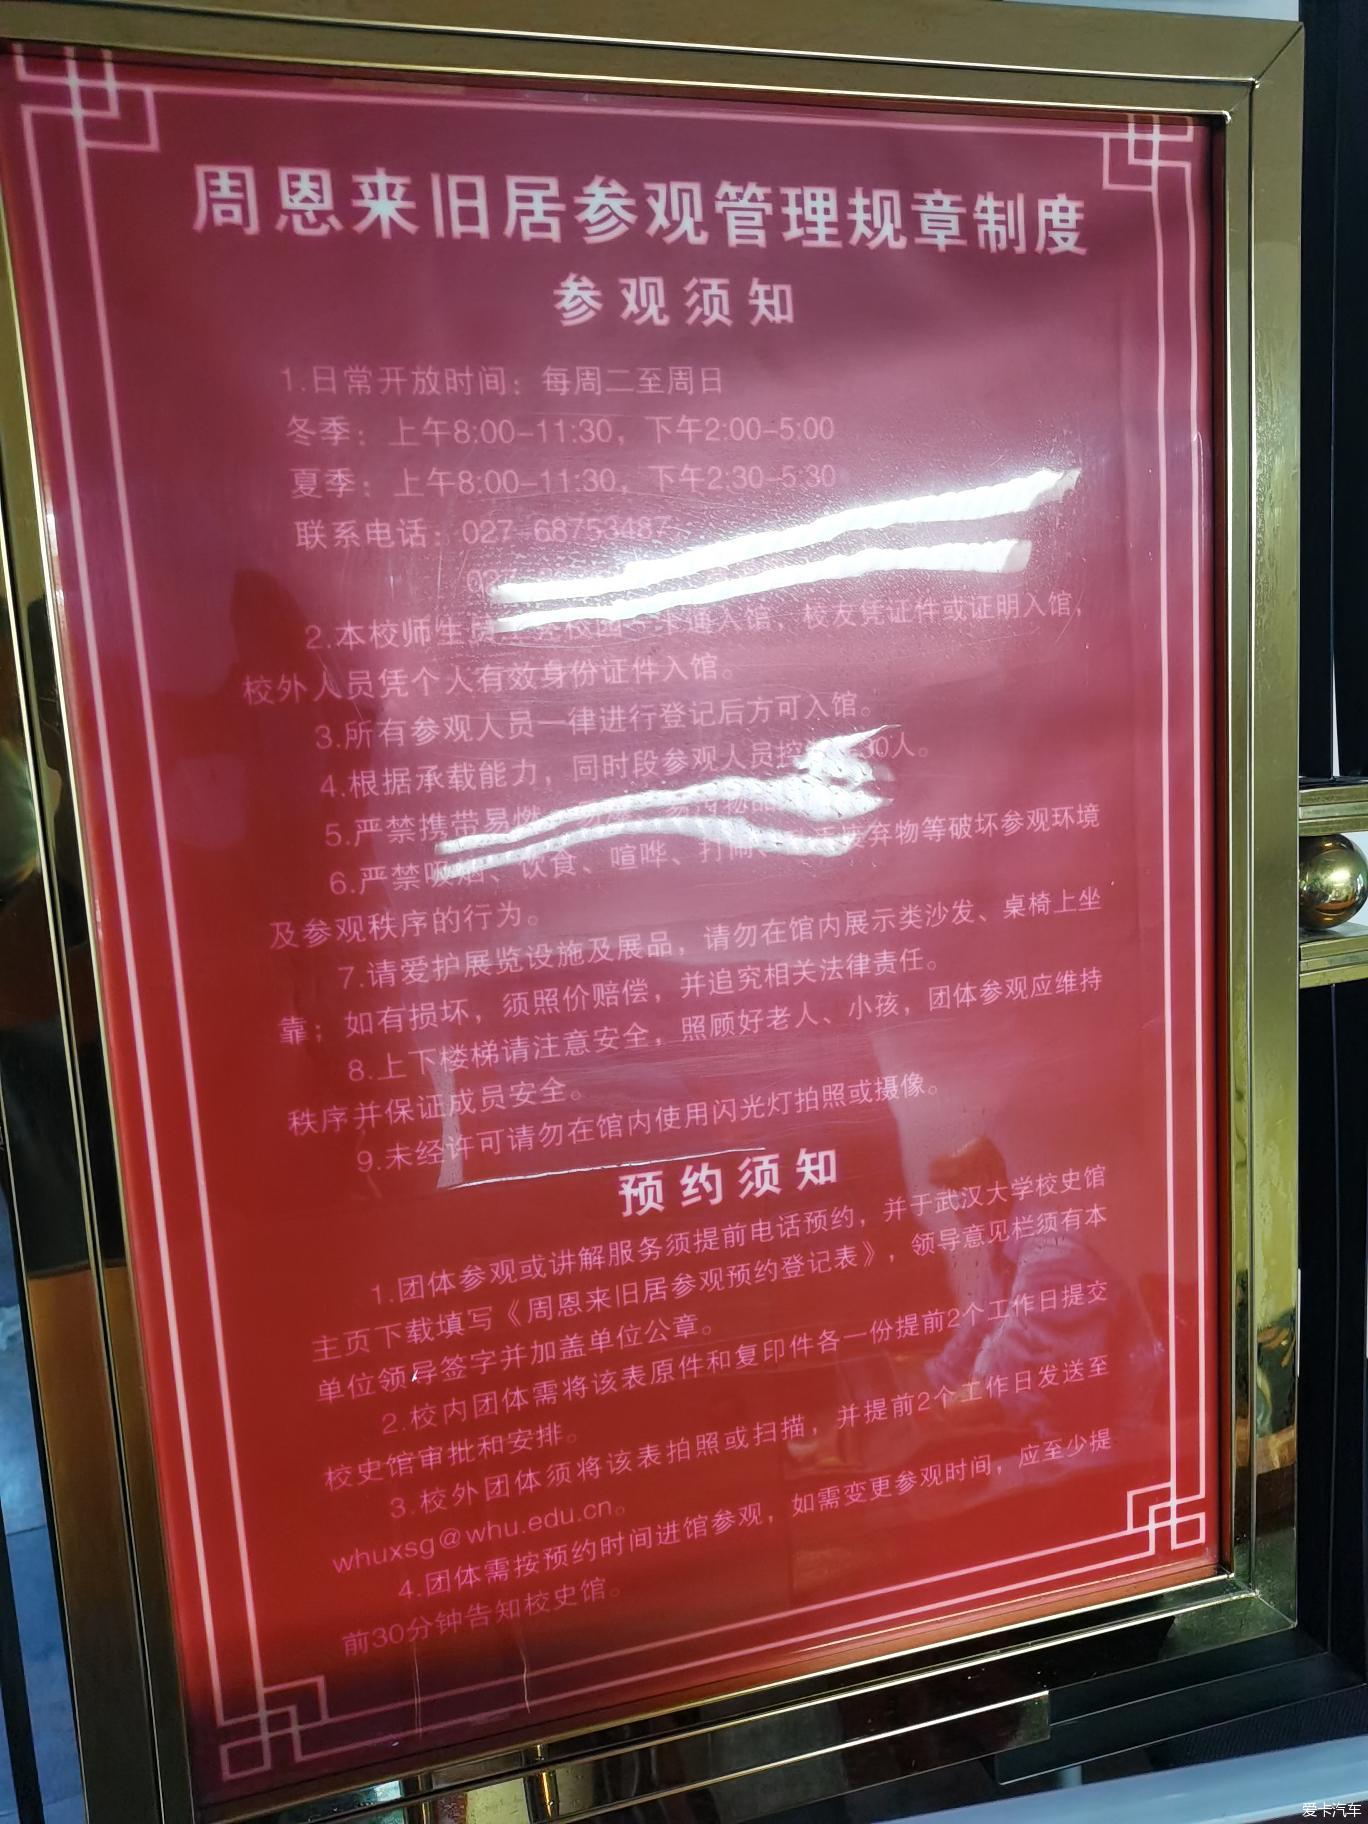 周恩来旧居参观管理规章制度
参观须知
1.日常开放时间：每周二至周日
冬季：上午8:00-11:30，下午2:00-5:00
夏季：上午8:00-11:30，下午2:30-5:30
联系电话：027-68753487
2.本校师生员 校园一卡通入馆，校友凭证件或证明入馆，
校外人员凭个人有效身份证件入馆。
3.所有参观人员一律进行登记后方可入馆。
4.根据承载能力，同时段参观人员控 30人。
5.严禁携带易燃 物品
6.严禁吸烟、饮食、喧哗、打闹、 弃物等破坏参观环境
及参观秩序的行为。
7.请爱护展览设施及展品，请勿在馆内展示类沙发、桌椅上坐
靠；如有损坏，须照价赔偿，并追究相关法律责任。
8.上下楼梯请注意安全，照顾好老人、小孩，团体参观应维持
秩序并保证成员安全。
9.未经许可请勿在馆内使用闪光灯拍照或摄像。
预约须知
1.团体参观或讲解服务须提前电话预约，并于武汉大学校史馆
主页下载填写《周恩来旧居参观预约登记表》，领导意见栏须有本
单位领导签字并加盖单位公章。
2.校内团体需将该表原件和复印件各一份提前2个工作日提交
校史馆审批和安排。
3.校外团体须将该表拍照或扫描，并提前2个工作日发送至
whuxsg@whu.edu.cn。
4.团体需按预约时间进馆参观，如需变更参观时间，应至少提
前30分钟告知校史馆。
爱卡汽车